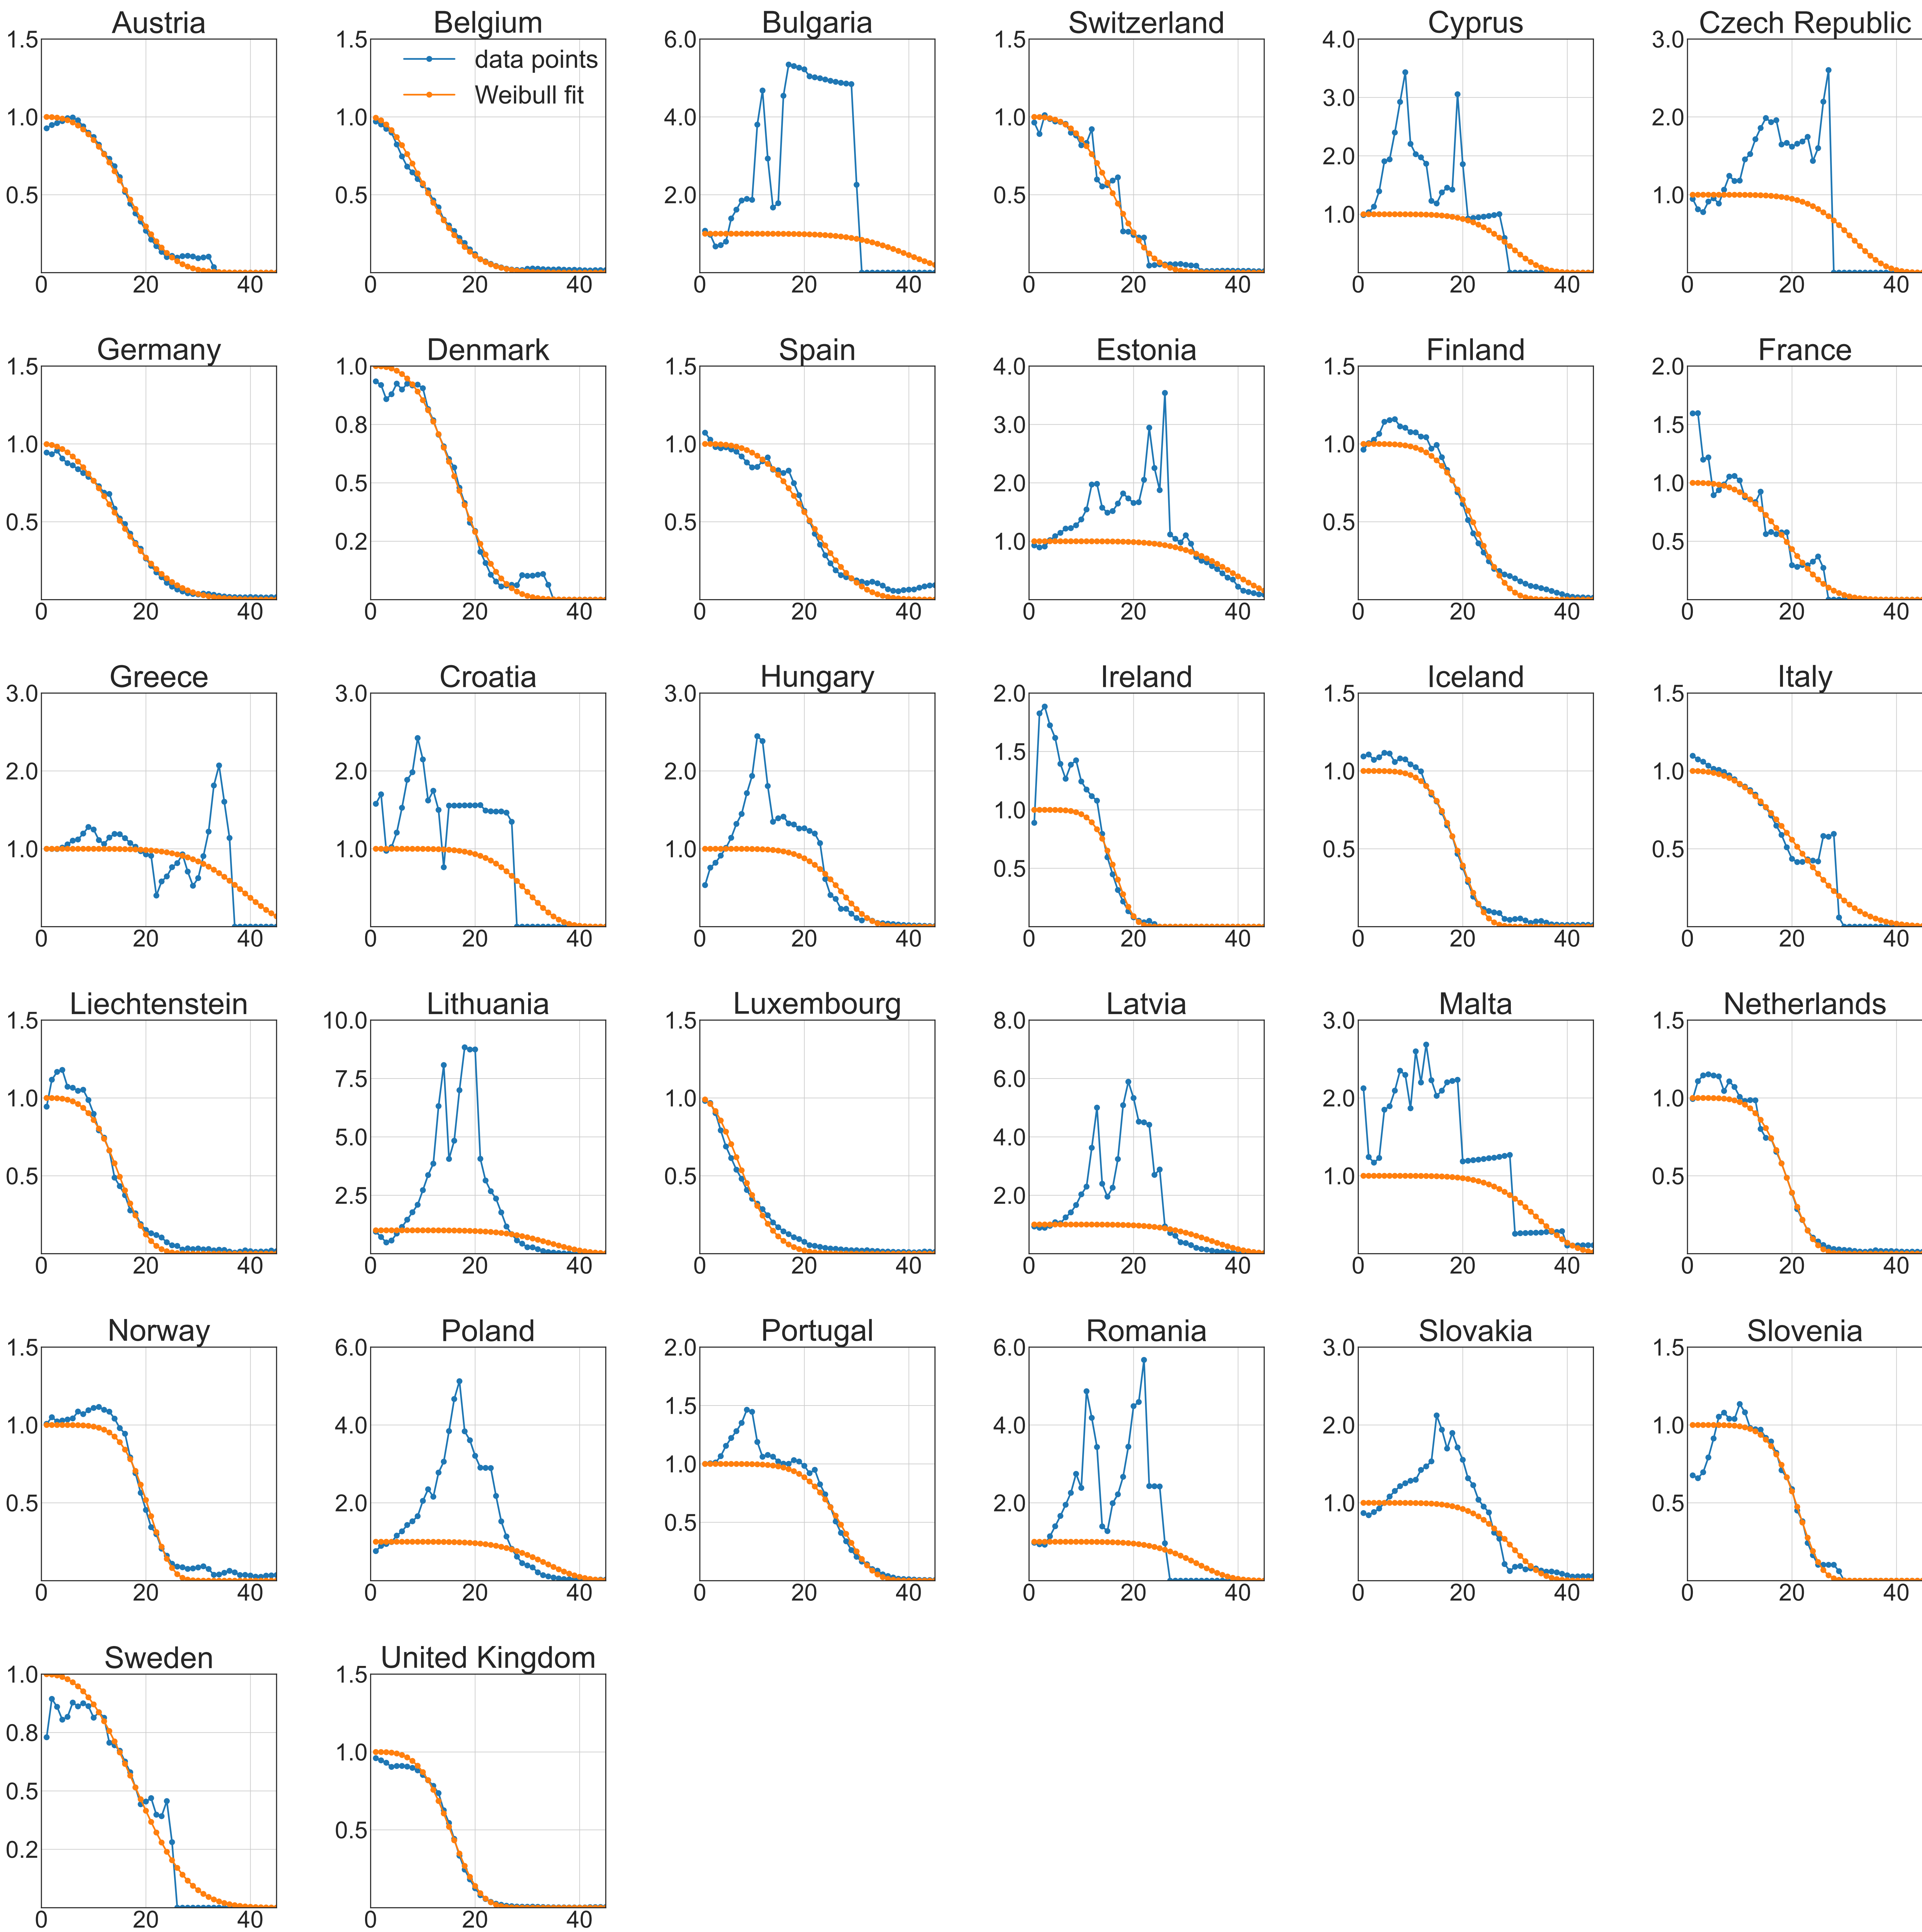 Austria
1.5
1.0
0.5
0 20 40
Belgium
1.5
1.0
0.5
data points
Weibull fit
0 20 40
Bulgaria
6.0
4.0
2.0
0 20 40
Switzerland
1.5
1.0
0.5
0 20 40
Cyprus
4.0
3.0
2.0
1.0
0 20 40
Czech Republic
3.0
2.0
1.0
0 20 40
Germany
1.5
1.0
0.5
0 20 40
Denmark
1.0
0.8
0.5
0.2
0 20 40
Spain
1.5
1.0
0.5
0 20 40
Estonia
4.0
3.0
2.0
1.0
0 20 40
Finland
1.5
1.0
0.5
0 20 40
France
2.0
1.5
1.0
0.5
0 20 40
Greece
3.0
2.0
1.0
0 20 40
Croatia
3.0
2.0
1.0
0 20 40
Hungary
3.0
2.0
1.0
0 20 40
Ireland
2.0
1.5
1.0
0.5
0 20 40
Iceland
1.5
1.0
0.5
0 20 40
Italy
1.5
1.0
0.5
0 20 40
Liechtenstein
1.5
1.0
0.5
0 20 40
Lithuania
10.0
7.5
5.0
2.5
0 20 40
Luxembourg
1.5
1.0
0.5
0 20 40
Latvia
8.0
6.0
4.0
2.0
0 20 40
Malta
3.0
2.0
1.0
0 20 40
Netherlands
1.5
1.0
0.5
0 20 40
Norway
1.5
1.0
0.5
0 20 40
Poland
6.0
4.0
2.0
0 20 40
Portugal
2.0
1.5
1.0
0.5
0 20 40
Romania
6.0
4.0
2.0
0 20 40
Slovakia
3.0
2.0
1.0
0 20 40
Slovenia
1.5
1.0
0.5
0 20 40
Sweden
1.0
0.8
0.5
0.2
0 20 40
United Kingdom
1.5
1.0
0.5
0 20 40